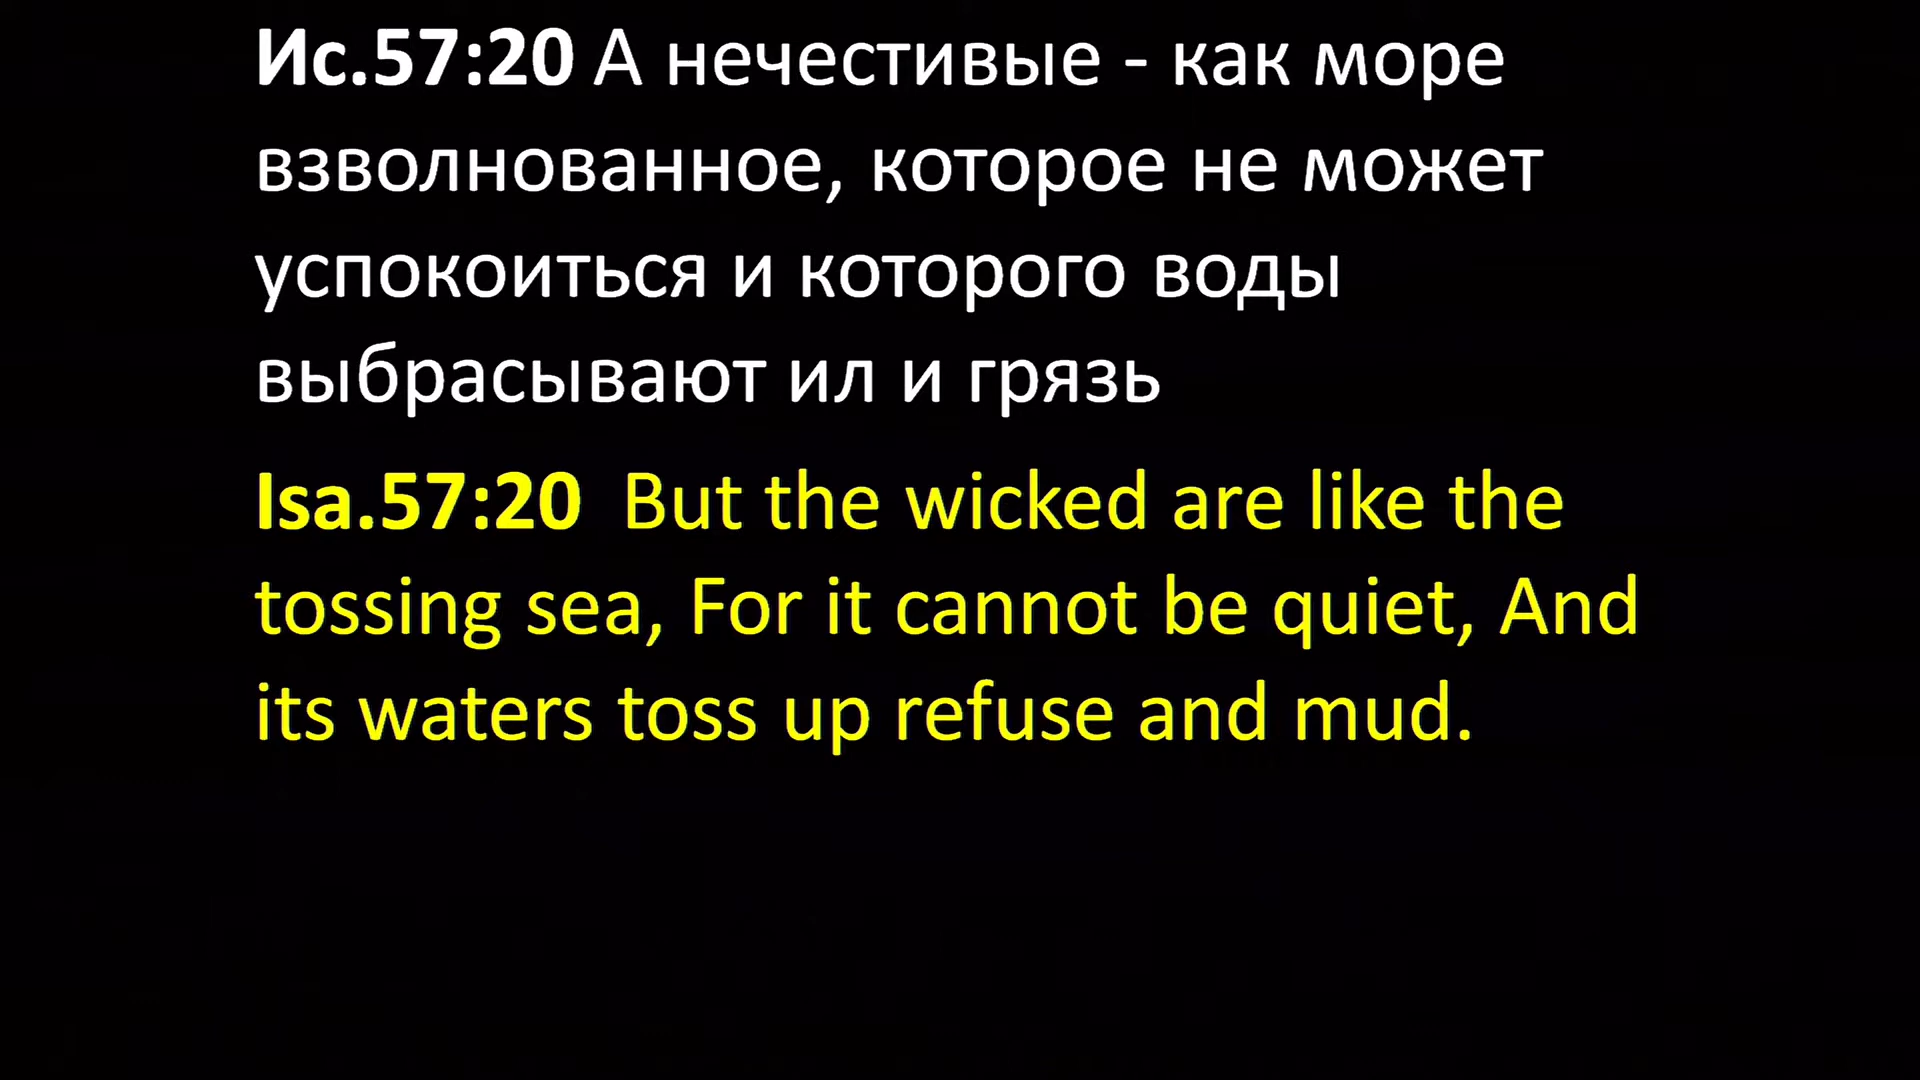 Ис.57:20 А нечестивые - как море
взволнованное, которое не может
успокоиться и которого воды
выбрасывают ил и грязь
Isa.57:20  But the wicked are like the
tossing sea, For it cannot be quiet, And
its waters toss up refuse and mud.